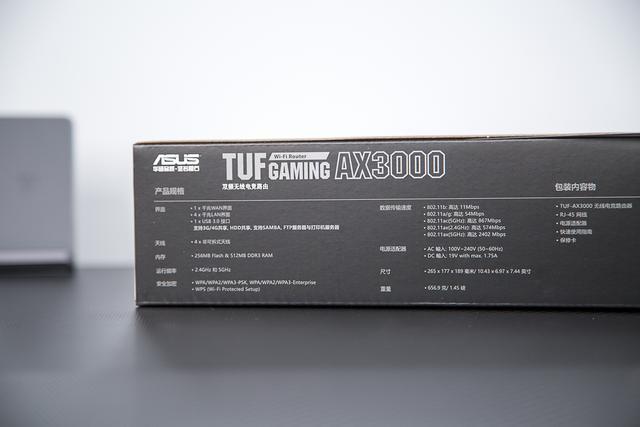 ASUS
华硕品质·坚若磐石
TUF GAMING AX3000
Wi-Fi Router
双频无线电竞路由
产品规格
界面
• 1 x 千兆WAN界面
• 4 x 千兆LAN界面
• 1 x USB 3.0 接口
支持3G/4G共享, HDD共享, 支持SAMBA, FTP服务器与打印机服务器
天线
• 4 x 非可拆式天线
内存
• 256MB Flash & 512MB DDR3 RAM
运行频率
• 2.4GHz 和 5GHz
安全加密
• WPA/WPA2/WPA3-PSK, WPA/WPA2/WPA3-Enterprise
• WPS (Wi-Fi Protected Setup)
数据传输速度
• 802.11b: 高达 11Mbps
• 802.11a/g: 高达 54Mbps
• 802.11ac(5GHz): 高达 867Mbps
• 802.11ax(2.4GHz): 高达 574Mbps
• 802.11ax(5GHz): 高达 2402 Mbps
电源适配器
• AC 输入: 100V~240V (50~60Hz)
• DC 输入: 19V with max. 1.75A
尺寸
• 265 x 177 x 189 毫米/ 10.43 x 6.97 x 7.44 英寸
重量
• 656.9 克/ 1.45 磅
包装内容物
• TUF-AX3000 无线电竞路由器
• RJ-45 网线
• 电源适配器
• 快速使用指南
• 保修卡